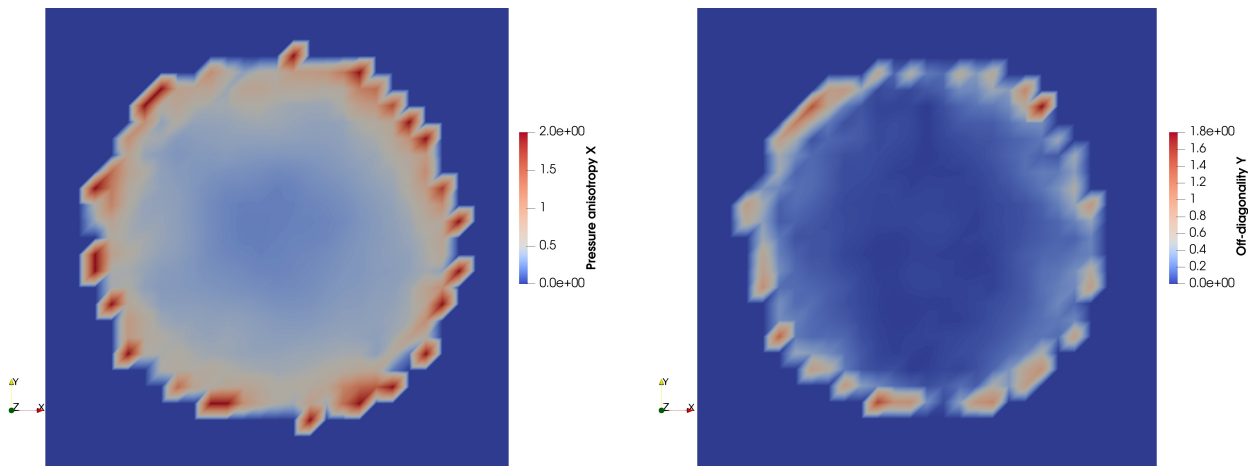 2.0e+00
1.5
1
0.5
0.0e+00
Pressure anisotropy X
Y
Z
X
1.8e+00
1.6
1.4
1.2
1
0.8
0.6
0.4
0.2
0.0e+00
Off-diagonality Y
Y
Z
X